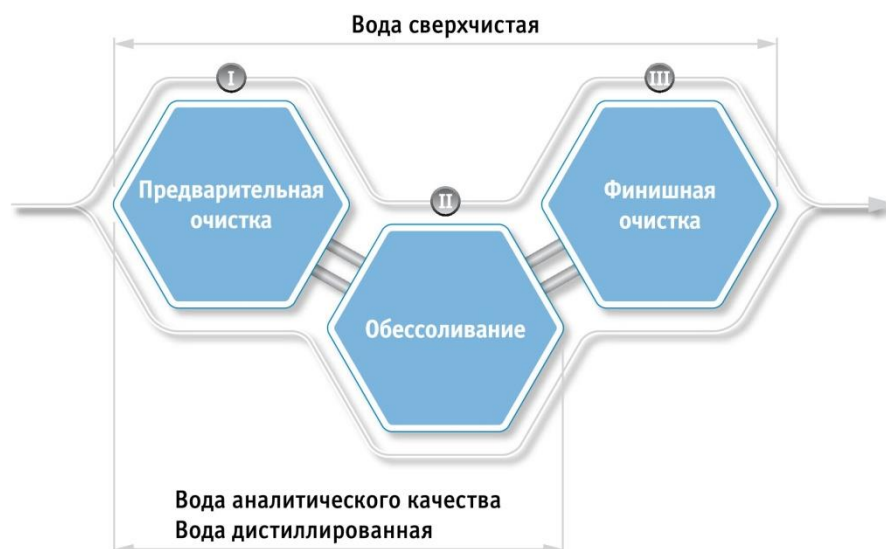 Вода сверхчистая
I
III
Предварительная
очистка
II
Финишная
очистка
Обессоливание
Вода аналитического качества
Вода дистиллированная